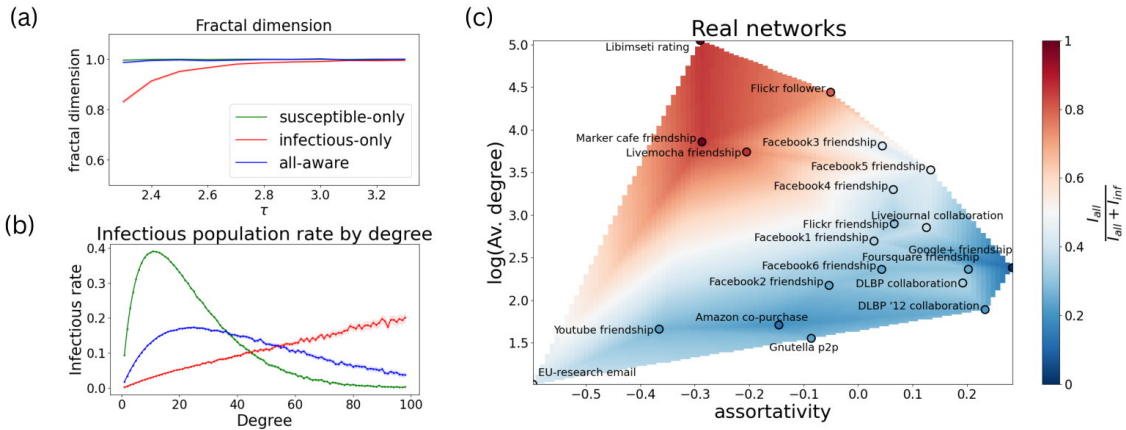 (a)
Fractal dimension
fractal dimension
1.0
0.8
0.6
susceptible-only
infectious-only
all-aware
2.4
2.6
2.8
3.0
3.2
τ
(b)
Infectious population rate by degree
Infectious rate
0.4
0.3
0.2
0.1
0.0
0
20
40
60
80
100
Degree
(c)
Real networks
log(Av. degree)
5.0
4.5
4.0
3.5
3.0
2.5
2.0
1.5
Libimseti rating
Flickr follower
Marker cafe friendship
Livemocha friendship
Facebook3 friendship
Facebook5 friendship
Facebook4 friendship
Livejournal collaboration
Flickr friendship
Facebook1 friendship
Google+ friendship
Foursquare friendship
Facebook6 friendship
Facebook2 friendship
DLBP collaboration
DLBP '12 collaboration
Amazon co-purchase
Youtube friendship
Gnutella p2p
EU-research email
−0.5
−0.4
−0.3
−0.2
−0.1
0.0
0.1
0.2
assortativity
1
0.8
0.6
0.4
0.2
0
I_all
I_all + I_inf